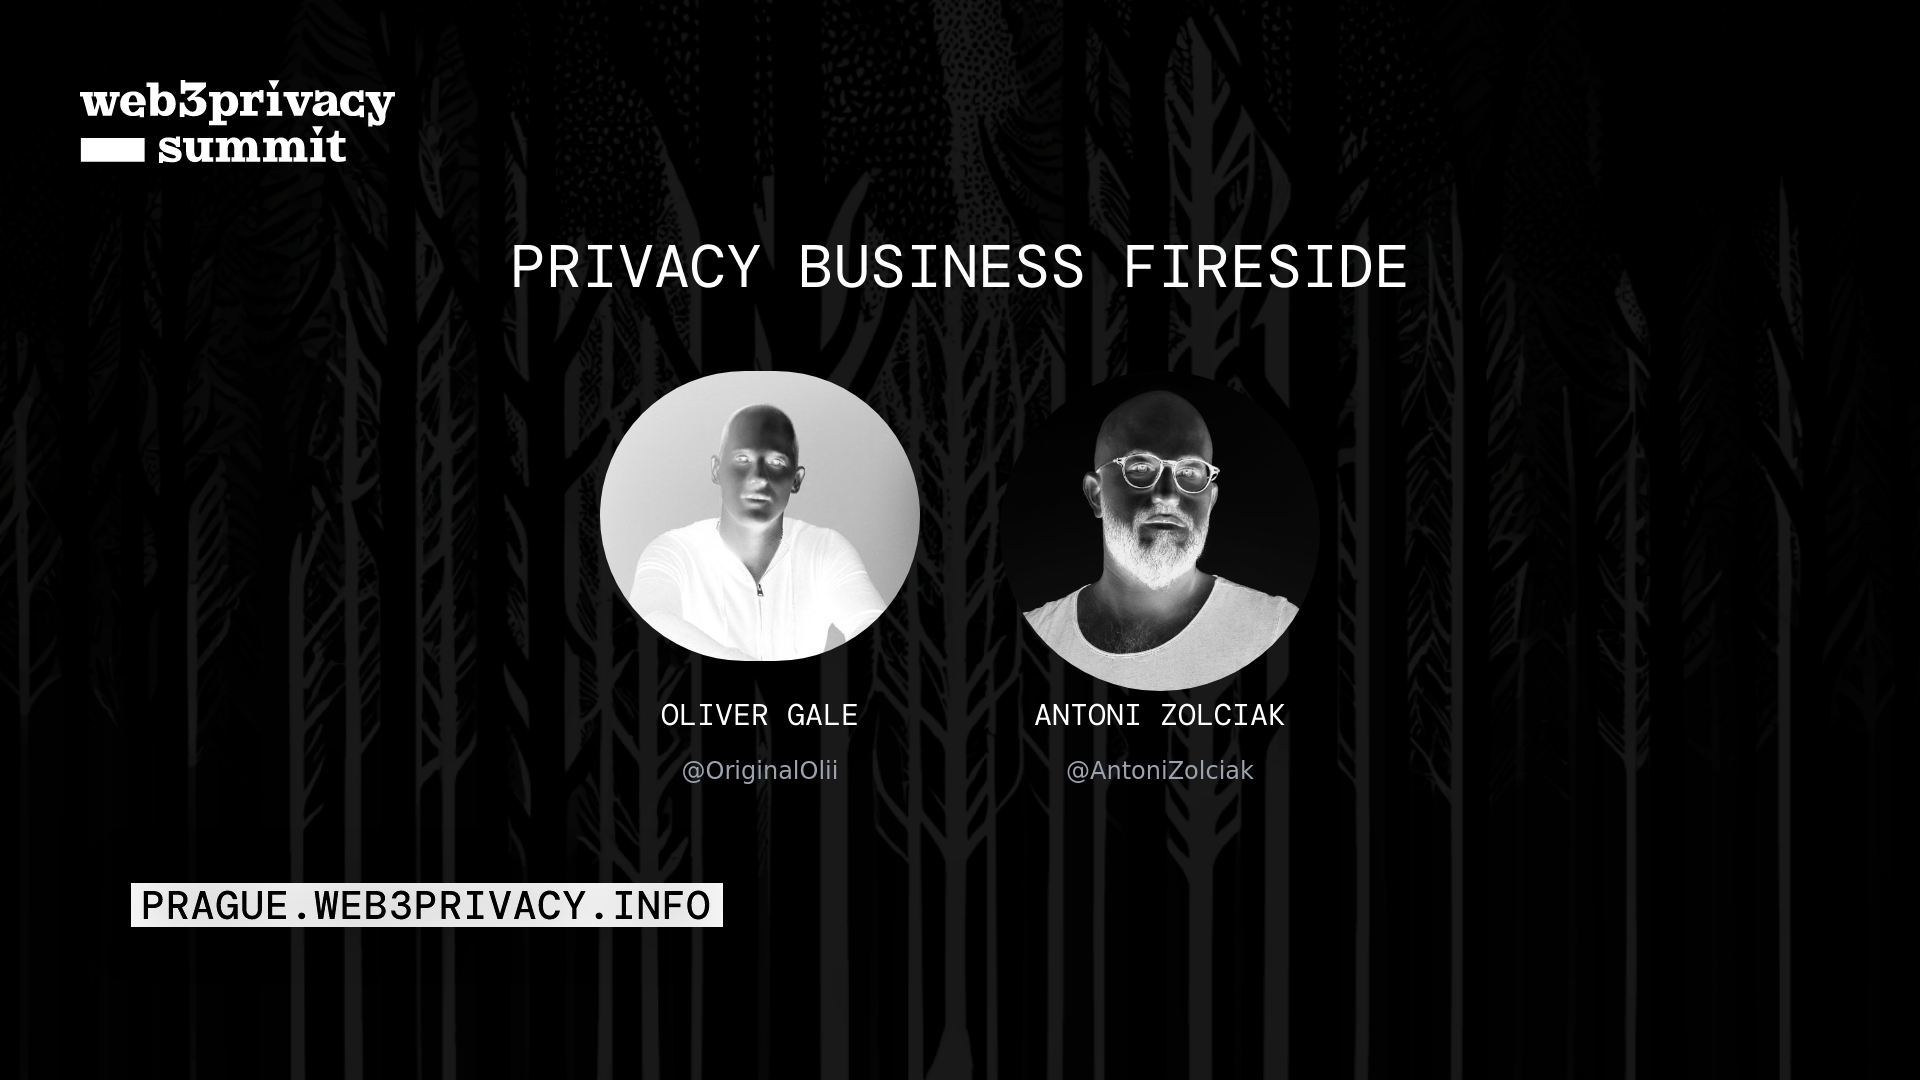 web3privacy
summit
PRIVACY BUSINESS FIRESIDE
OLIVER GALE
ANTONI ZOLCIAK
@OriginalOlii
@AntoniZolciak
PRAGUE.WEB3PRIVACY.INFO